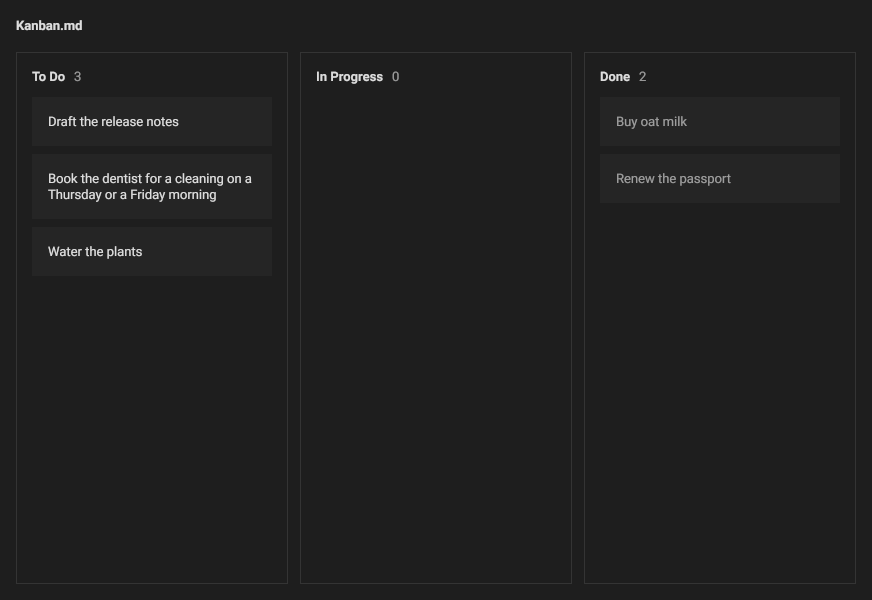 Kanban.md
To Do 3
Draft the release notes
Book the dentist for a cleaning on a
Thursday or a Friday morning
Water the plants
In Progress 0
Done 2
Buy oat milk
Renew the passport